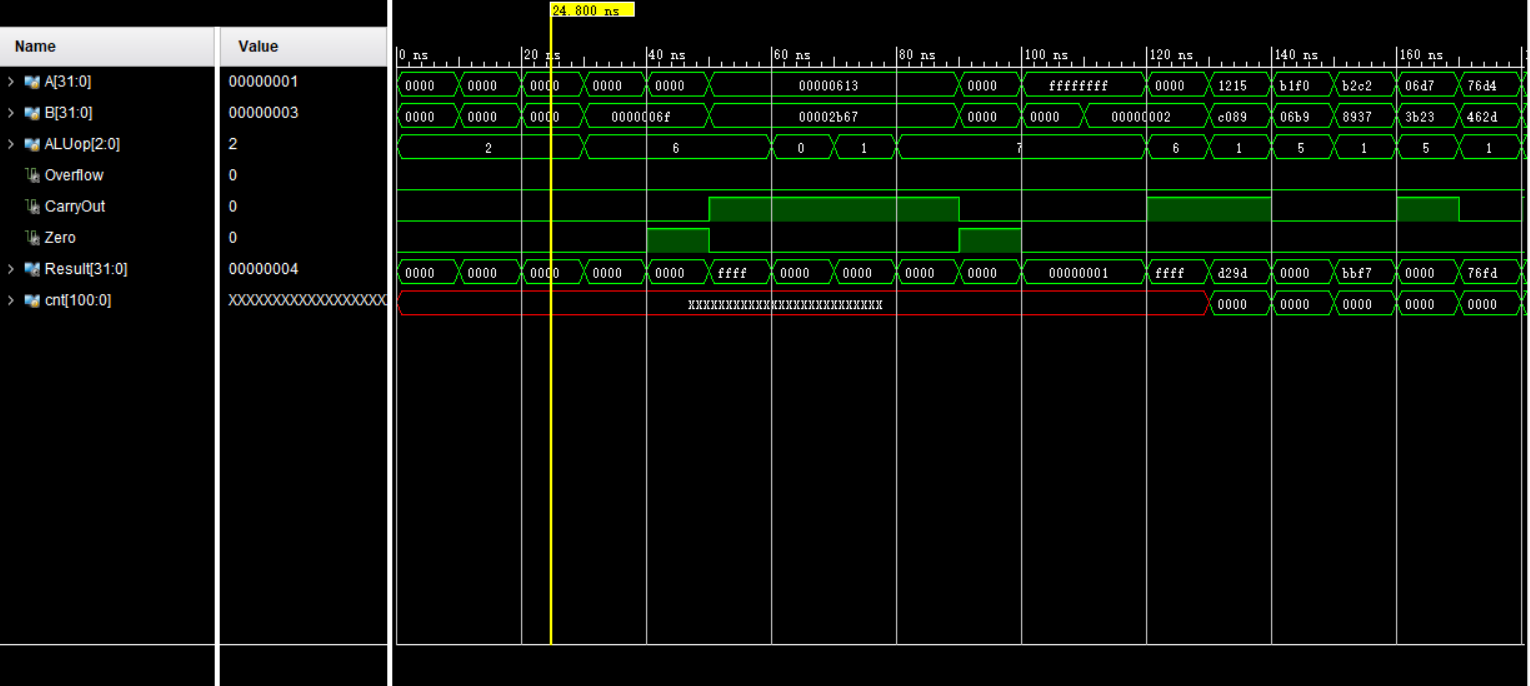 24.800 ns
Name Value
0 ns 20 ns 40 ns 60 ns 80 ns 100 ns 120 ns 140 ns 160 ns
A[31:0] 00000001 0000 0000 0000 0000 0000 00000613 0000 ffffffff 0000 1215 b1f0 b2c2 06d7 76d4
B[31:0] 00000003 0000 0000 0000 0000006f 00002b67 0000 0000 00000002 c089 06b9 8937 3b23 462d
ALUop[2:0] 2 2 6 0 1 7 6 1 5 1 5 1
Overflow 0
CarryOut 0
Zero 0
Result[31:0] 00000004 0000 0000 0000 0000 0000 ffff 0000 0000 0000 0000 00000001 ffff d29d 0000 bbf7 0000 76fd
cnt[100:0] XXXXXXXXXXXXXXXXXX XXXXXXXXXXXXXXXXXXXXXXXXXX 0000 0000 0000 0000 0000